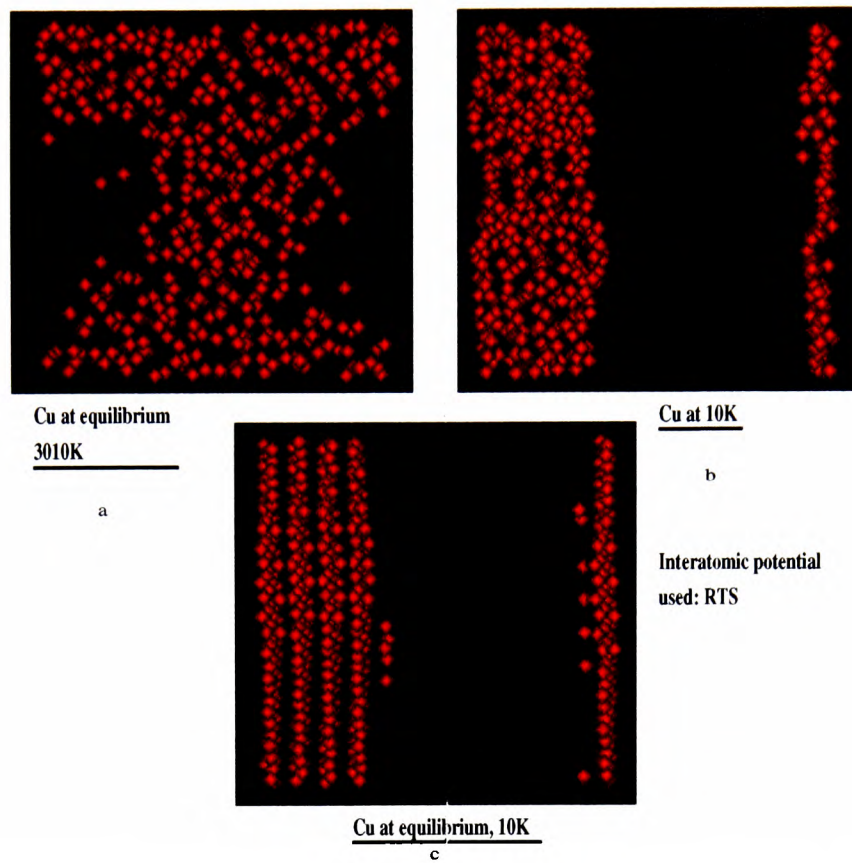 Cu at equilibrium
3010K
a
Cu at 10K
b
Interatomic potential
used: RTS
Cu at equilibrium, 10K
c